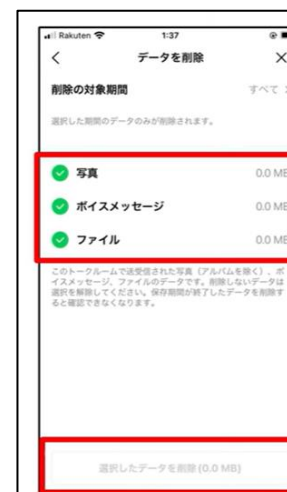 Rakuten 1:37
データを削除
削除の対象期間 すべて
選択した期間のデータのみが削除されます。
写真 0.0 MB
ボイスメッセージ 0.0 MB
ファイル 0.0 MB
このトークルームで送受信された写真（アルバムを除く）、ボ
イスメッセージ、ファイルのデータです。削除しないデータは
選択を解除してください。保存期間が終了したデータを削除す
ると確認できなくなります。
選択したデータを削除 (0.0 MB)